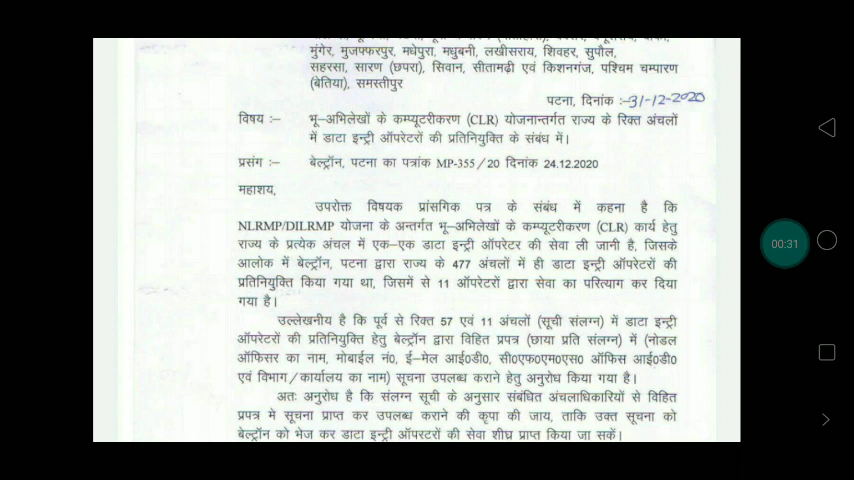 मुंगेर, मुजफ्फरपुर, मधेपुरा, मधुबनी, लखीसराय, शिवहर, सुपौल,
सहरसा, सारण (छपरा), सिवान, सीतामढ़ी एवं किशनगंज, पश्चिम चम्पारण
(बेतिया), समस्तीपुर
पटना, दिनांक :-31-12-2020
विषय :- भू-अभिलेखों के कम्प्यूटरीकरण (CLR) योजनान्तर्गत राज्य के रिक्त अंचलों
में डाटा इन्ट्री ऑपरेटरों की प्रतिनियुक्ति के संबंध में।
प्रसंग :- बेल्ट्रॉन, पटना का पत्रांक MP-355/20 दिनांक 24.12.2020
महाशय,
उपरोक्त विषयक प्रांसगिक पत्र के संबंध में कहना है कि
NLRMP/DILRMP योजना के अन्तर्गत भू-अभिलेखों के कम्प्यूटरीकरण (CLR) कार्य हेतु
राज्य के प्रत्येक अंचल में एक-एक डाटा इन्ट्री ऑपरेटर की सेवा ली जानी है, जिसके
आलोक में बेल्ट्रॉन, पटना द्वारा राज्य के 477 अंचलों में ही डाटा इन्ट्री ऑपरेटरों की
प्रतिनियुक्ति किया गया था, जिसमें से 11 ऑपरेटरों द्वारा सेवा का परित्याग कर दिया
गया है।
उल्लेखनीय है कि पूर्व से रिक्त 57 एवं 11 अंचलों (सूची संलग्न) में डाटा इन्ट्री
ऑपरेटरों की प्रतिनियुक्ति हेतु बेल्ट्रॉन द्वारा विहित प्रपत्र (छाया प्रति संलग्न) में (नोडल
ऑफिसर का नाम, मोबाईल नं0, ई-मेल आई0डी0, सी0एफ0एम0एस0 ऑफिस आई0डी0
एवं विभाग/कार्यालय का नाम) सूचना उपलब्ध कराने हेतु अनुरोध किया गया है।
अतः अनुरोध है कि संलग्न सूची के अनुसार संबंधित अंचलाधिकारियों से विहित
प्रपत्र मे सूचना प्राप्त कर उपलब्ध कराने की कृपा की जाय, ताकि उक्त सूचना को
बेल्ट्रॉन को भेज कर डाटा इन्ट्री ऑपरटरों की सेवा शीघ्र प्राप्त किया जा सकें।
00:31